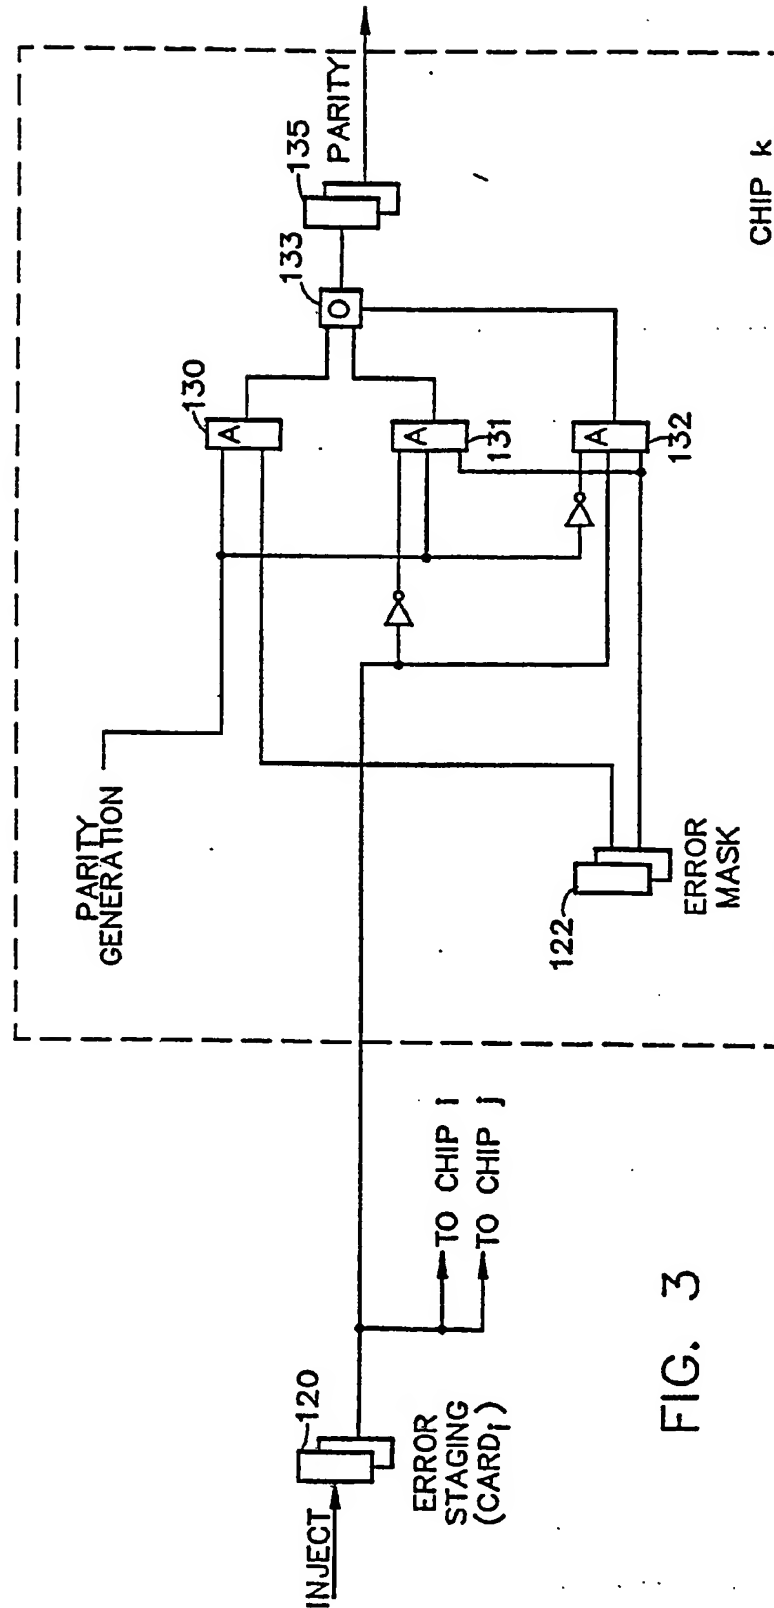 INJECT
120
ERROR
STAGING
(CARDi)
TO CHIP i
TO CHIP j
PARITY
GENERATION
122
ERROR
MASK
130
A
A
131
A
132
133
O
135
PARITY
CHIP k
FIG. 3